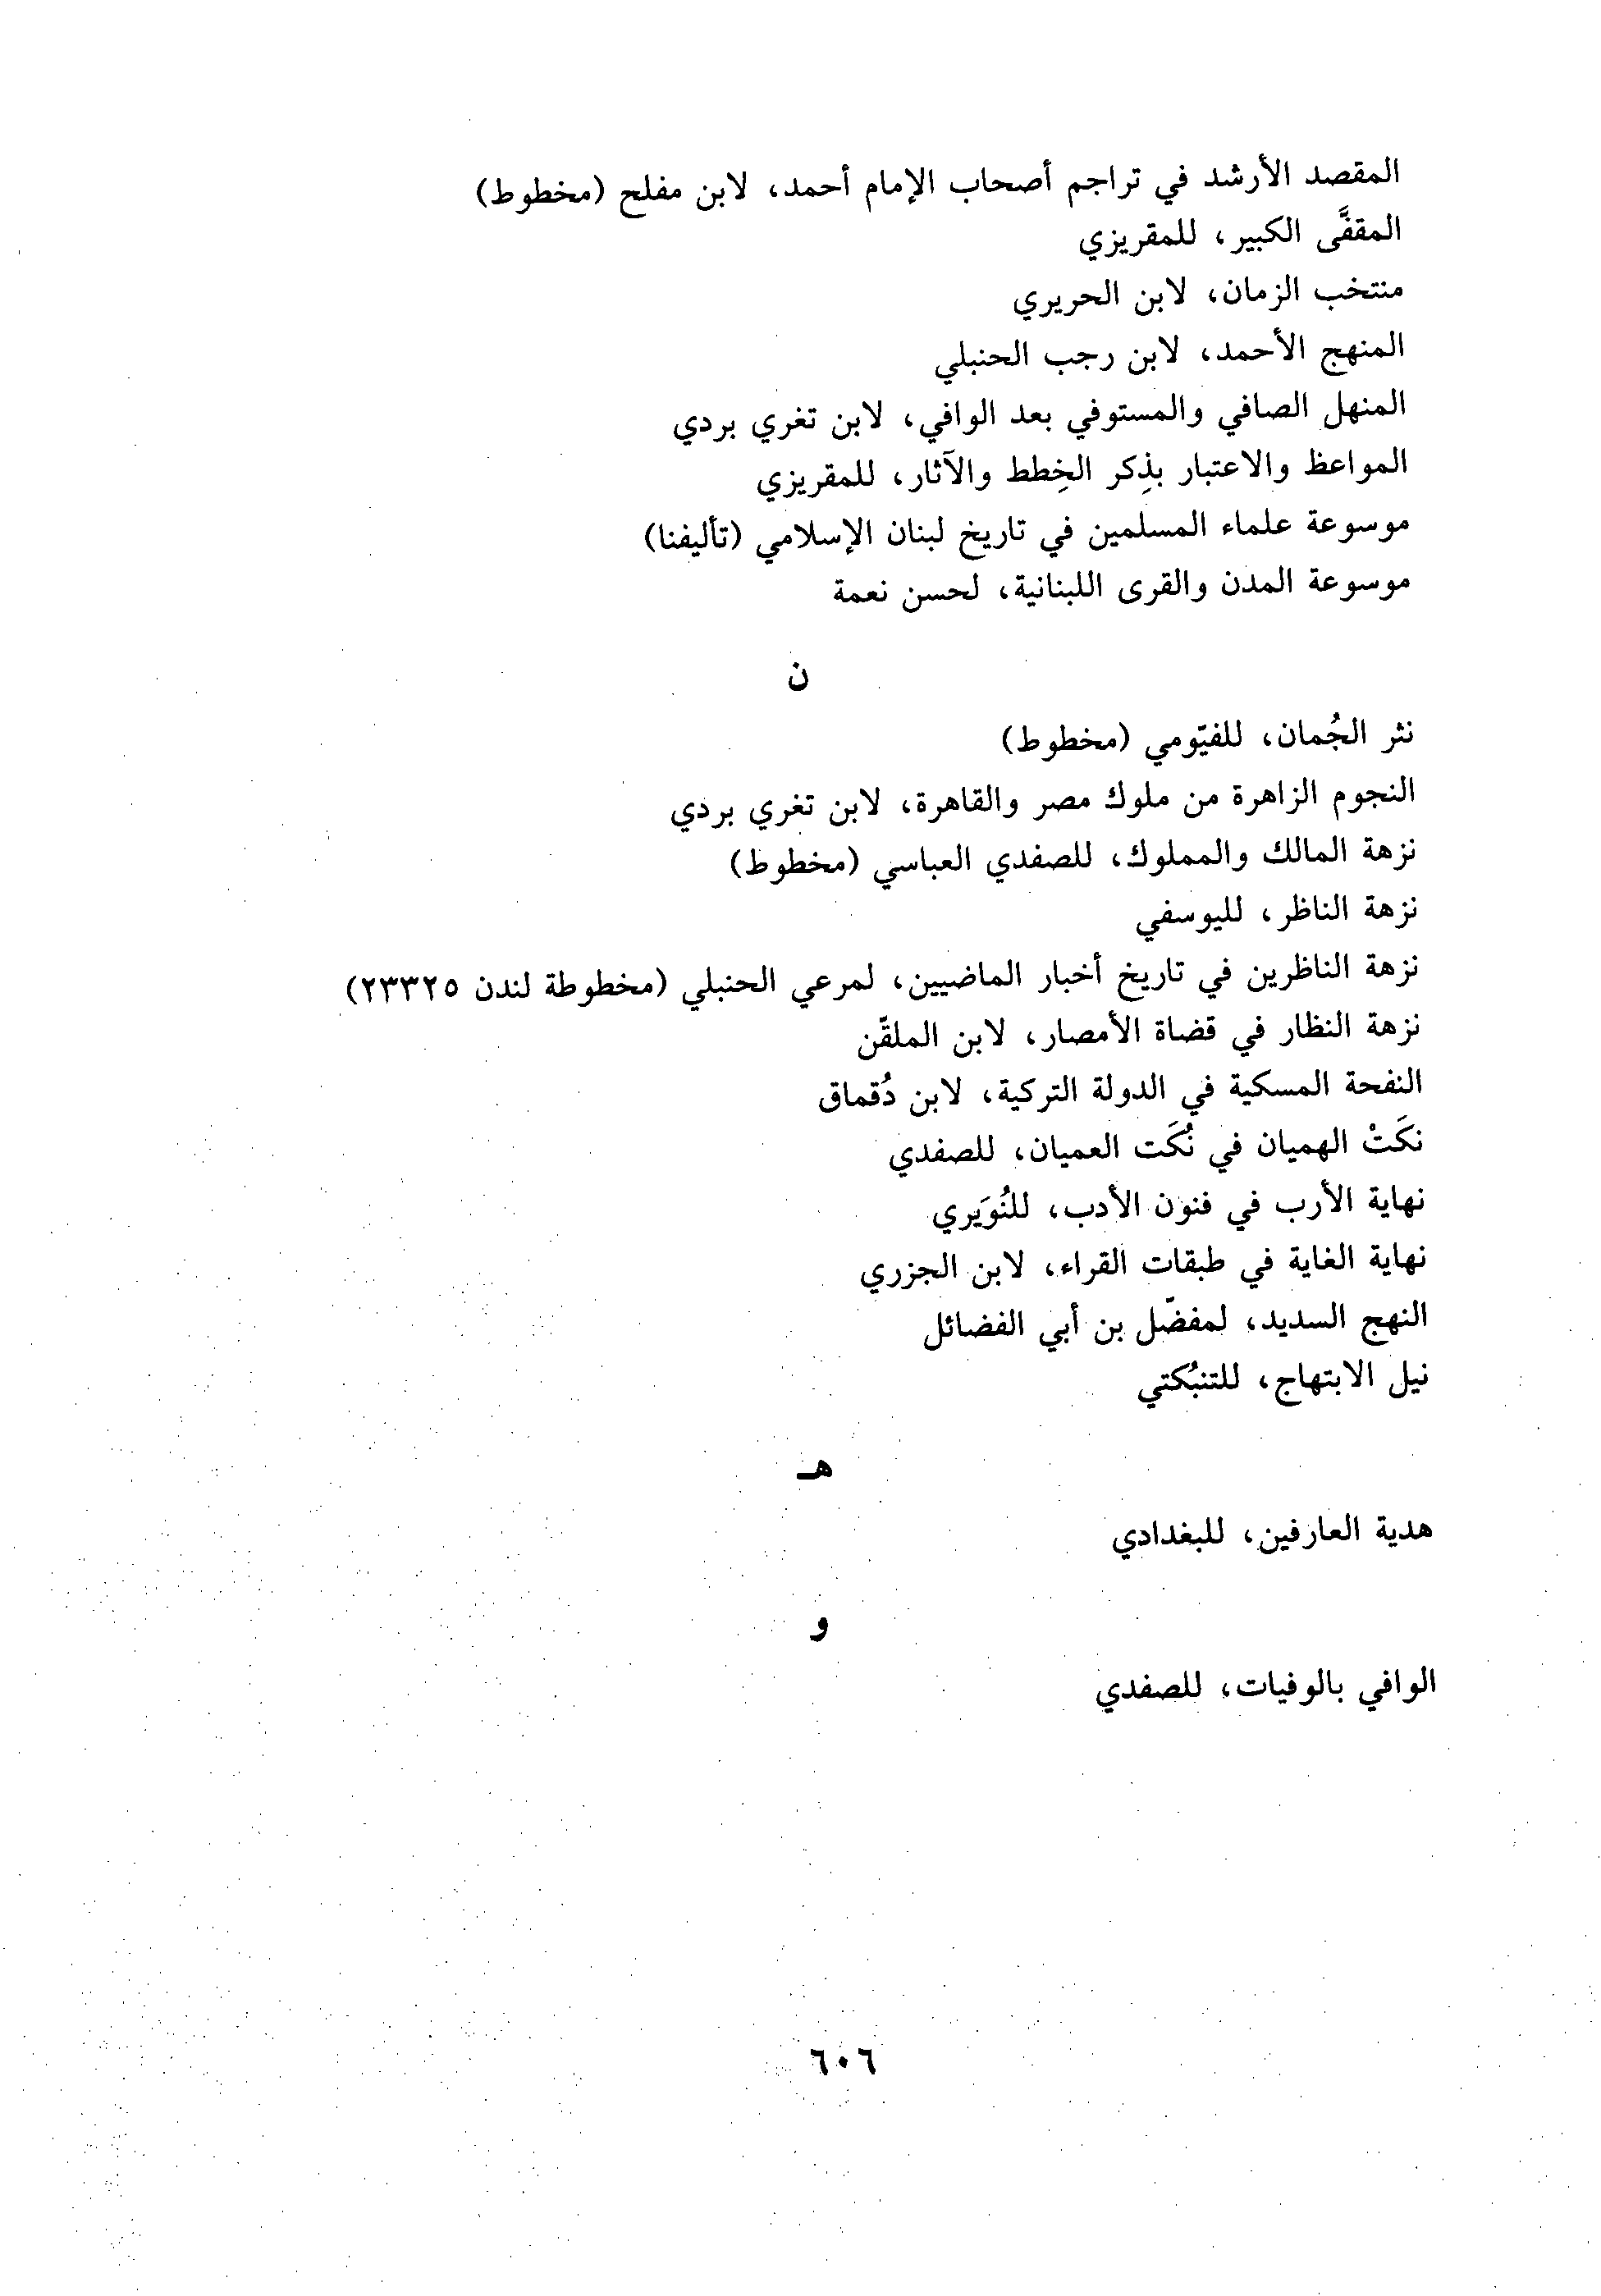 المقصد الأرشد في تراجم أصحاب الإمام أحمد، لابن مفلح (مخطوط)
المقفَّى الكبير، للمقريزي
منتخب الزمان، لابن الحريري
المنهج الأحمد، لابن رجب الحنبلي
المنهل الصافي والمستوفي بعد الوافي، لابن تغري بردي
المواعظ والاعتبار بذِكر الخِطط والآثار، للمقريزي
موسوعة علماء المسلمين في تاريخ لبنان الإسلامي (تأليفنا)
موسوعة المدن والقرى اللبنانية، لحسن نعمة
ن
نثر الجُمان، للفيّومي (مخطوط)
النجوم الزاهرة من ملوك مصر والقاهرة، لابن تغري بردي
نزهة المالك والمملوك، للصفدي العباسي (مخطوط)
نزهة الناظر، لليوسفي
نزهة الناظرين في تاريخ أخبار الماضيين، لمرعي الحنبلي (مخطوطة لندن ٢٣٣٢٥)
نزهة النظار في قضاة الأمصار، لابن الملقّن
النفحة المسكية في الدولة التركية، لابن دُقماق
نكَتْ الهميان في نُكَت العميان، للصفدي
نهاية الأرب في فنون الأدب، للنُوَيري
نهاية الغاية في طبقات القراء، لابن الجزري
النهج السديد، لمفضّل بن أبي الفضائل
نيل الابتهاج، للتنبُكتي
هـ
هدية العارفين، للبغدادي
و
الوافي بالوفيات، للصفدي
٦٠٦